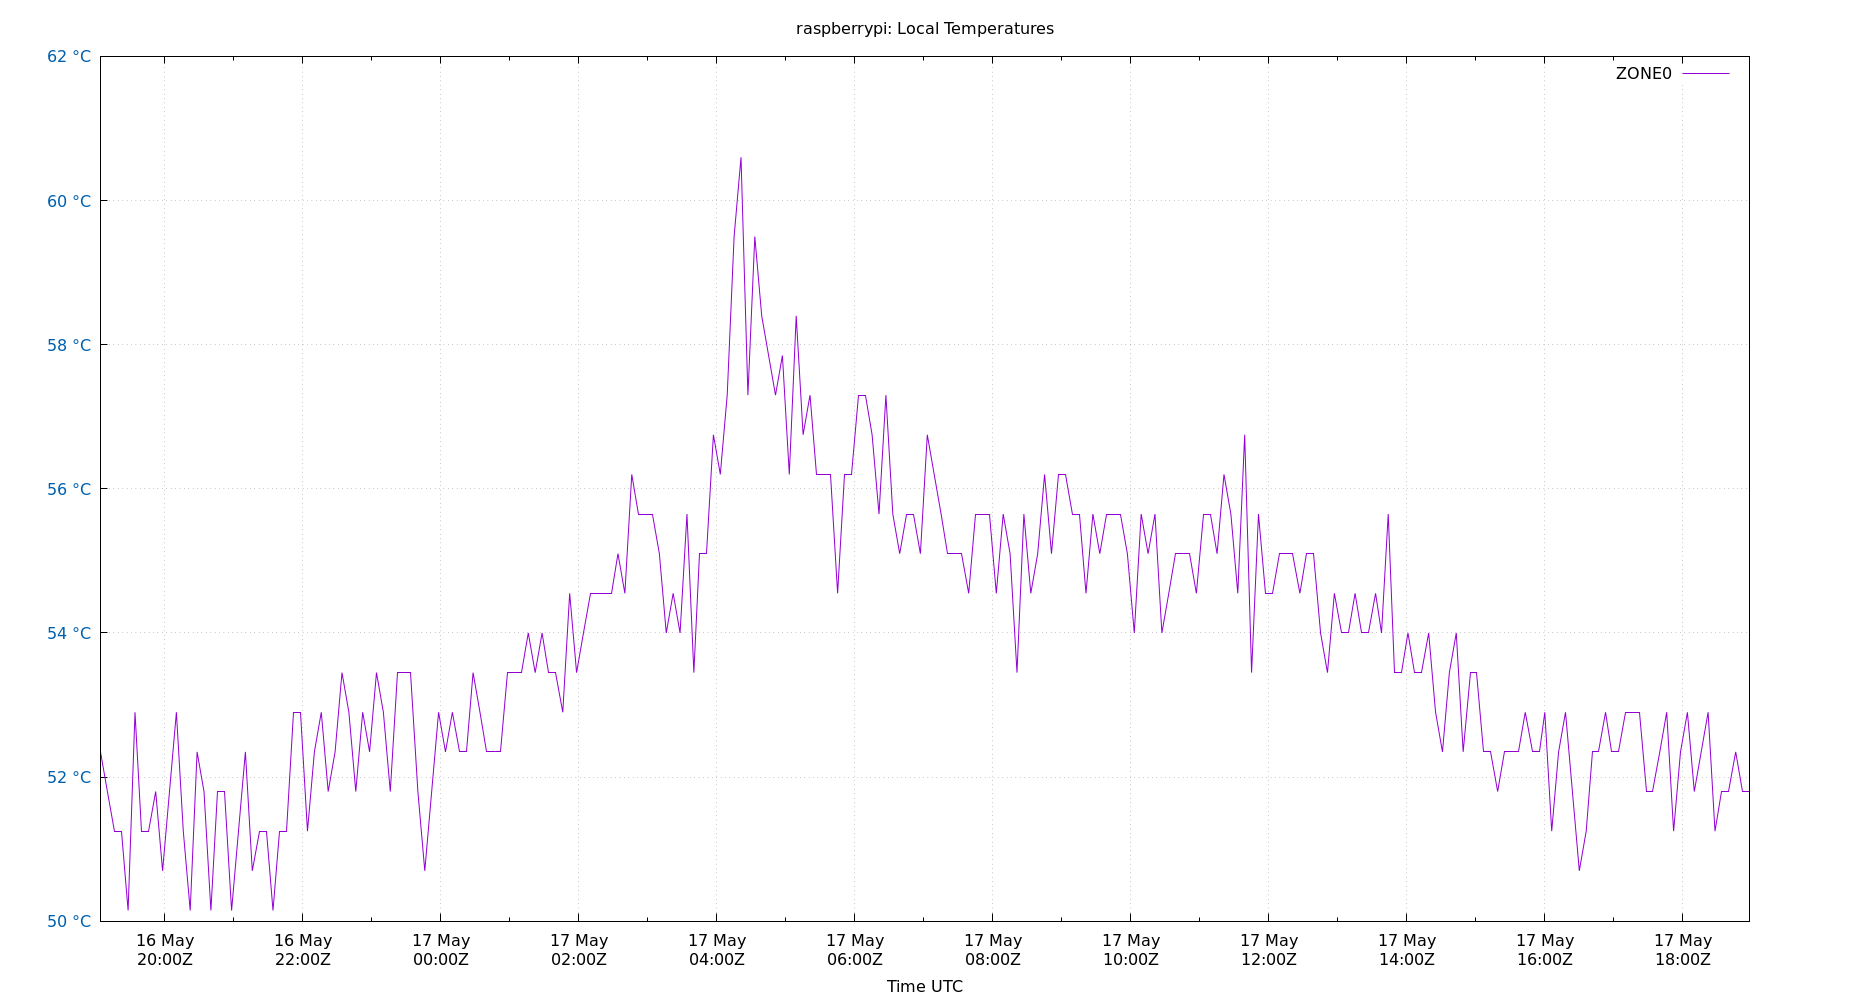 raspberrypi: Local Temperatures
62 °C
ZONE0
60 °C
58 °C
56 °C
54 °C
52 °C
50 °C
16 May 16 May 17 May 17 May 17 May 17 May 17 May 17 May 17 May 17 May 17 May 17 May
20:00Z 22:00Z 00:00Z 02:00Z 04:00Z 06:00Z 08:00Z 10:00Z 12:00Z 14:00Z 16:00Z 18:00Z
Time UTC